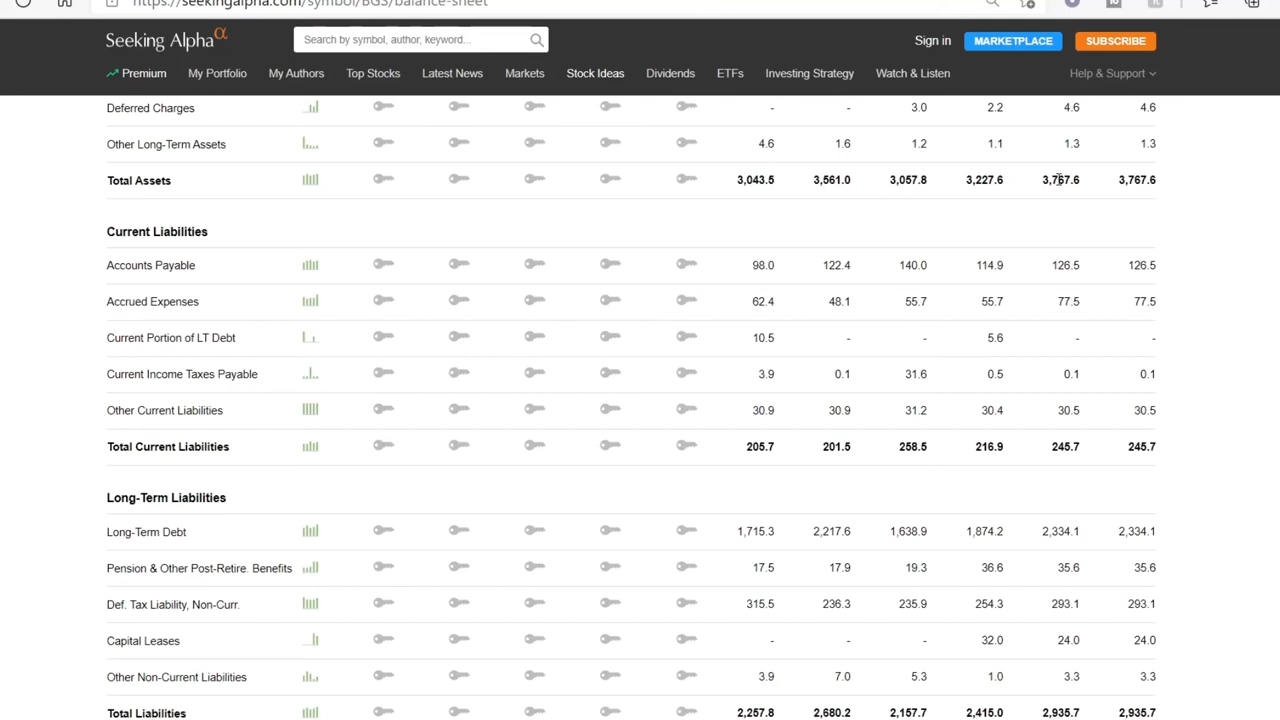 https://seekingalpha.com/symbol/BGS/balance-sheet
Seeking Alpha α Search by symbol, author, keyword... Sign in MARKETPLACE SUBSCRIBE
Premium My Portfolio My Authors Top Stocks Latest News Markets Stock Ideas Dividends ETFs Investing Strategy Watch & Listen Help & Support
Deferred Charges - - 3.0 2.2 4.6 4.6
Other Long-Term Assets 4.6 1.6 1.2 1.1 1.3 1.3
Total Assets 3,043.5 3,561.0 3,057.8 3,227.6 3,767.6 3,767.6
Current Liabilities
Accounts Payable 98.0 122.4 140.0 114.9 126.5 126.5
Accrued Expenses 62.4 48.1 55.7 55.7 77.5 77.5
Current Portion of LT Debt 10.5 - - 5.6 - -
Current Income Taxes Payable 3.9 0.1 31.6 0.5 0.1 0.1
Other Current Liabilities 30.9 30.9 31.2 30.4 30.5 30.5
Total Current Liabilities 205.7 201.5 258.5 216.9 245.7 245.7
Long-Term Liabilities
Long-Term Debt 1,715.3 2,217.6 1,638.9 1,874.2 2,334.1 2,334.1
Pension & Other Post-Retire. Benefits 17.5 17.9 19.3 36.6 35.6 35.6
Def. Tax Liability, Non-Curr. 315.5 236.3 235.9 254.3 293.1 293.1
Capital Leases - - - 32.0 24.0 24.0
Other Non-Current Liabilities 3.9 7.0 5.3 1.0 3.3 3.3
Total Liabilities 2,257.8 2,680.2 2,157.7 2,415.0 2,935.7 2,935.7